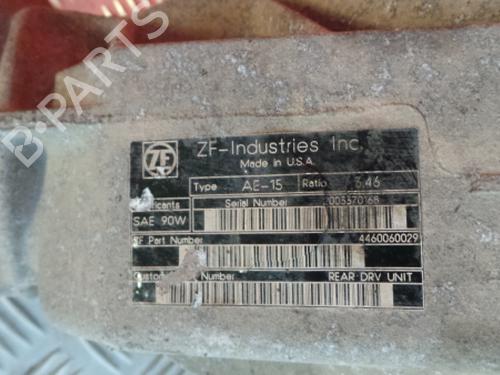 B-PARTS
ZF
ZF-Industries Inc.
Made in U.S.A.
Type AE-15 Ratio 3.46
Serial Number
SAE 90W
Part Number 4460060029
Number REAR DRV UNIT